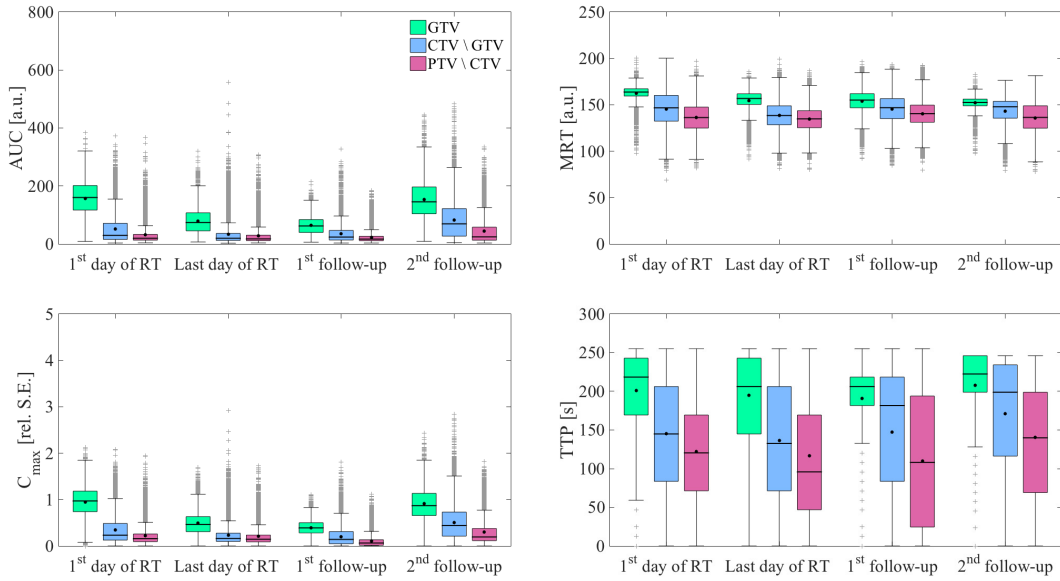 800
600
400
200
0
AUC [a.u.]
GTV
CTV \ GTV
PTV \ CTV
1st day of RT
Last day of RT
1st follow-up
2nd follow-up
250
200
150
100
50
0
MRT [a.u.]
1st day of RT
Last day of RT
1st follow-up
2nd follow-up
5
4
3
2
1
0
Cmax [rel. S.E.]
1st day of RT
Last day of RT
1st follow-up
2nd follow-up
300
250
200
150
100
50
0
TTP [s]
1st day of RT
Last day of RT
1st follow-up
2nd follow-up